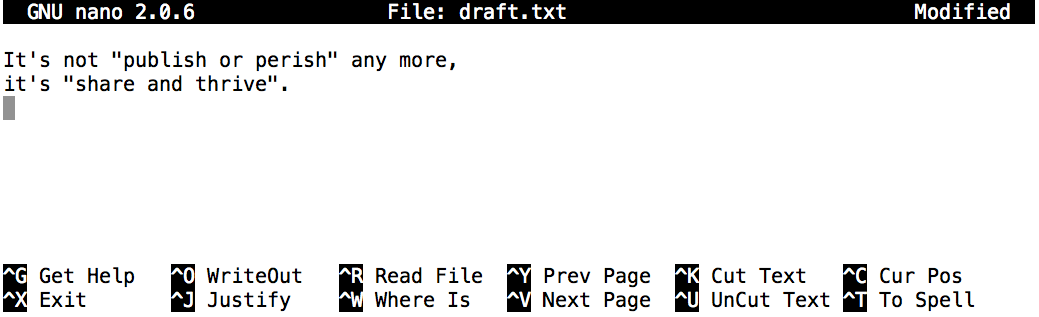 GNU nano 2.0.6 File: draft.txt Modified
It's not "publish or perish" any more,
it's "share and thrive".
^G Get Help ^O WriteOut ^R Read File ^Y Prev Page ^K Cut Text ^C Cur Pos
^X Exit ^J Justify ^W Where Is ^V Next Page ^U UnCut Text ^T To Spell